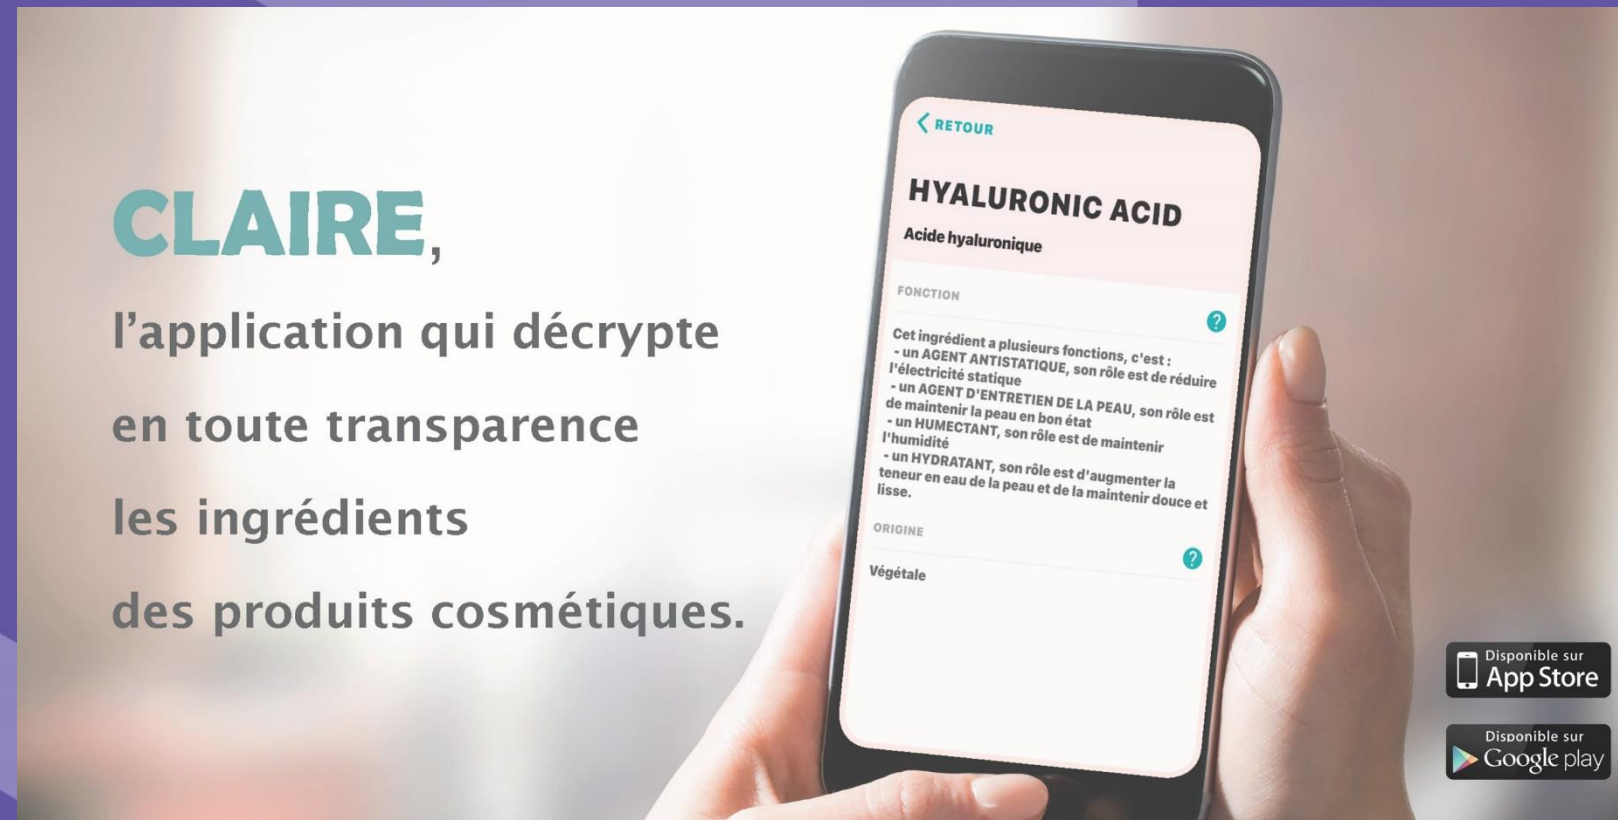 CLAIRE,
l'application qui décrypte
en toute transparence
les ingrédients
des produits cosmétiques.
RETOUR
HYALURONIC ACID
Acide hyaluronique
FONCTION
?
Cet ingrédient a plusieurs fonctions, c'est :
- un AGENT ANTISTATIQUE, son rôle est de réduire
l'électricité statique
- un AGENT D'ENTRETIEN DE LA PEAU, son rôle est
de maintenir la peau en bon état
- un HUMECTANT, son rôle est de maintenir
l'humidité
- un HYDRATANT, son rôle est d'augmenter la
teneur en eau de la peau et de la maintenir douce et
lisse.
ORIGINE
?
Végétale
Disponible sur
App Store
Disponible sur
Google play